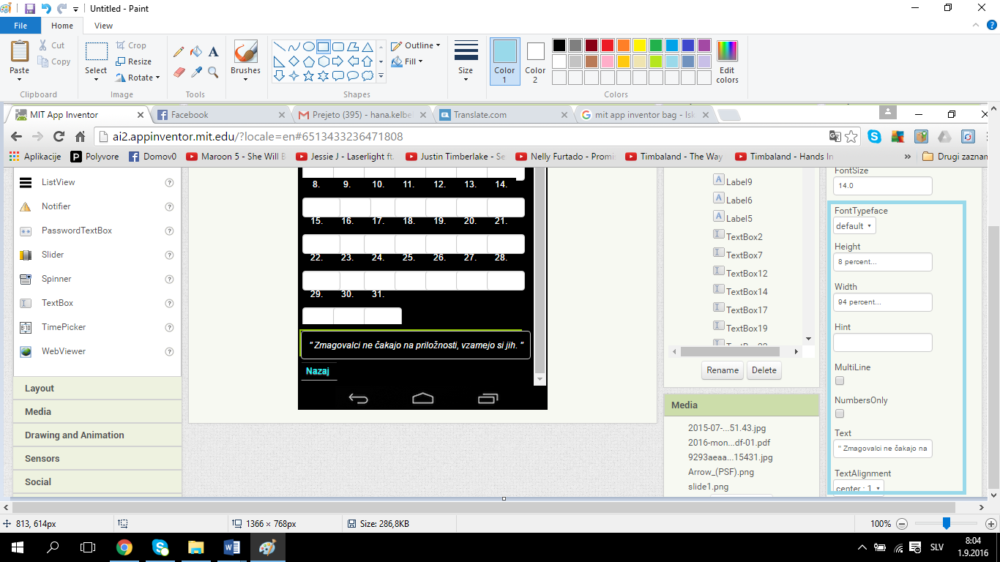 Untitled - Paint
File Home View
Paste Cut Copy Clipboard
Select Crop Resize Rotate Image
Tools
Brushes
Outline Fill Shapes
Size
Color 1
Color 2
Edit colors
Colors
MIT App Inventor
Facebook
Prejeto (395) - hana.kelbe
Translate.com
mit app inventor bag - Isk
ai2.appinventor.mit.edu/?locale=en#6513433236471808
Aplikacije
Polyvore
Domov0
Maroon 5 - She Will B
Jessie J - Laserlight ft.
Justin Timberlake - Se
Nelly Furtado - Promi
Timbaland - The Way
Timbaland - Hands In
»
Drugi zaznam
ListView
Notifier
PasswordTextBox
Slider
Spinner
TextBox
TimePicker
WebViewer
Layout
Media
Drawing and Animation
Sensors
Social
8. 9. 10. 11. 12. 13. 14.
15. 16. 17. 18. 19. 20. 21.
22. 23. 24. 25. 26. 27. 28.
29. 30. 31.
" Zmagovalci ne čakajo na priložnosti, vzamejo si jih. "
Nazaj
Label9
Label6
Label5
TextBox2
TextBox7
TextBox12
TextBox14
TextBox17
TextBox19
Rename Delete
Media
2015-07-...51.43.jpg
2016-mon...df-01.pdf
9293aeaa...15431.jpg
Arrow_(PSF).png
slide1.png
FontSize
14.0
FontTypeface
default
Height
8 percent...
Width
94 percent...
Hint
MultiLine
NumbersOnly
Text
" Zmagovalci ne čakajo na
TextAlignment
center : 1
813, 614px
1366 × 768px
Size: 286,8KB
100%
SLV
8:04
1.9.2016